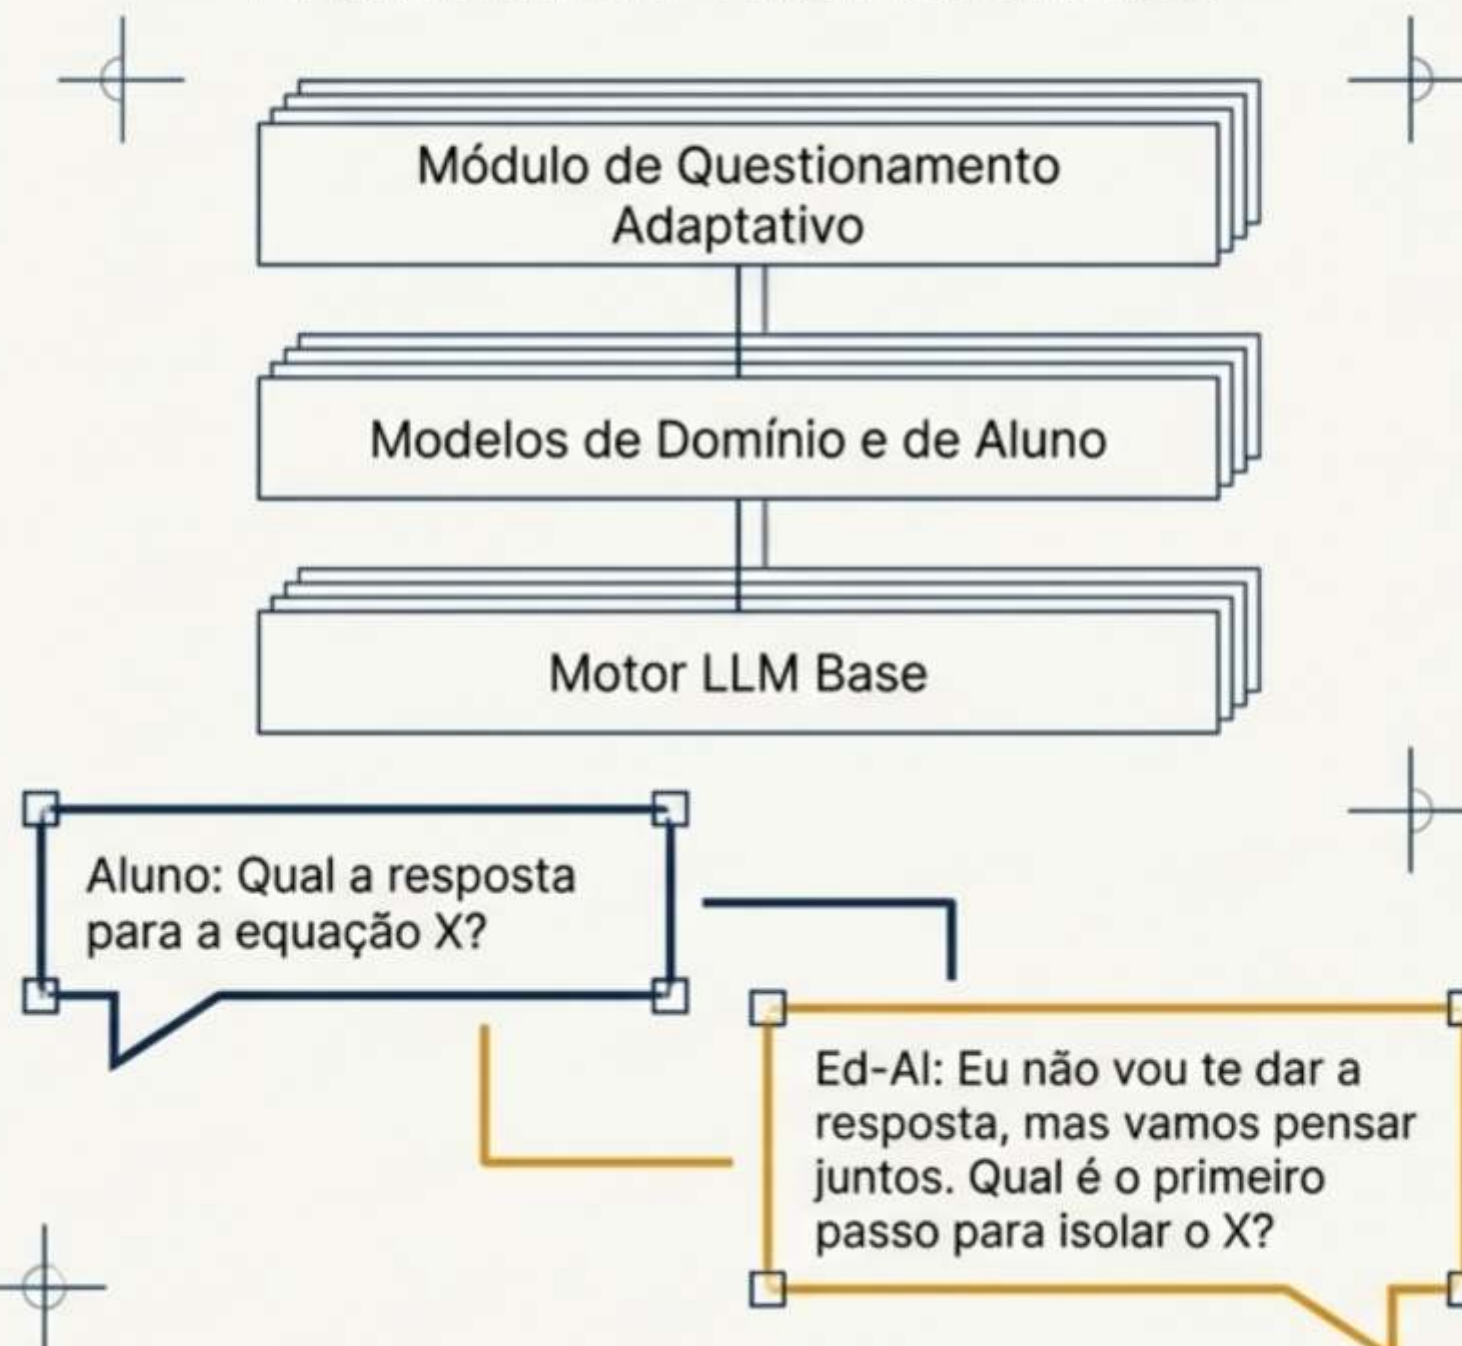 Módulo de Questionamento
Adaptativo
Modelos de Domínio e de Aluno
Motor LLM Base
Aluno: Qual a resposta
para a equação X?
Ed-AI: Eu não vou te dar a
resposta, mas vamos pensar
juntos. Qual é o primeiro
passo para isolar o X?